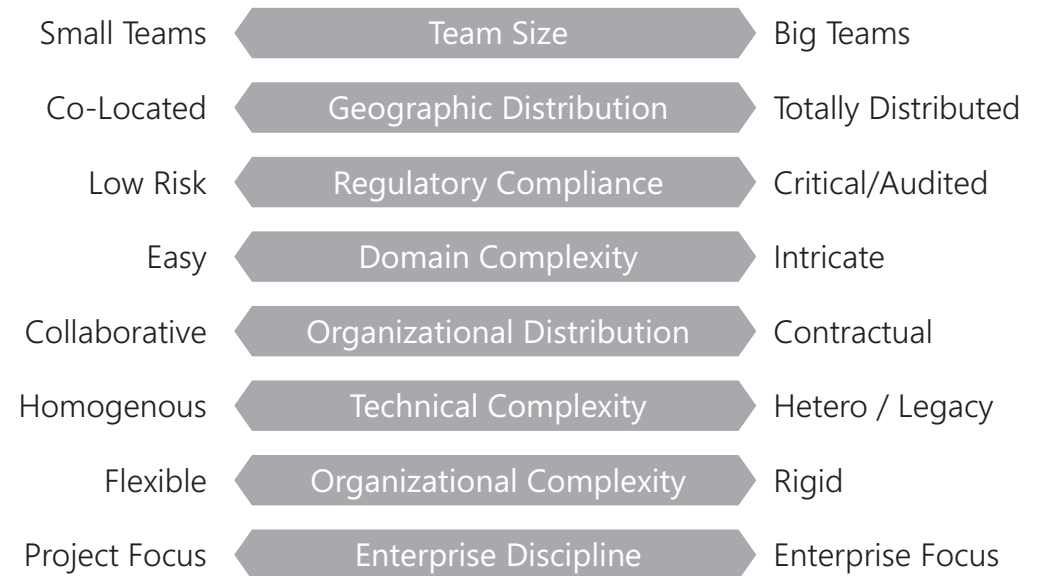 Small Teams Team Size Big Teams
Co-Located Geographic Distribution Totally Distributed
Low Risk Regulatory Compliance Critical/Audited
Easy Domain Complexity Intricate
Collaborative Organizational Distribution Contractual
Homogenous Technical Complexity Hetero / Legacy
Flexible Organizational Complexity Rigid
Project Focus Enterprise Discipline Enterprise Focus